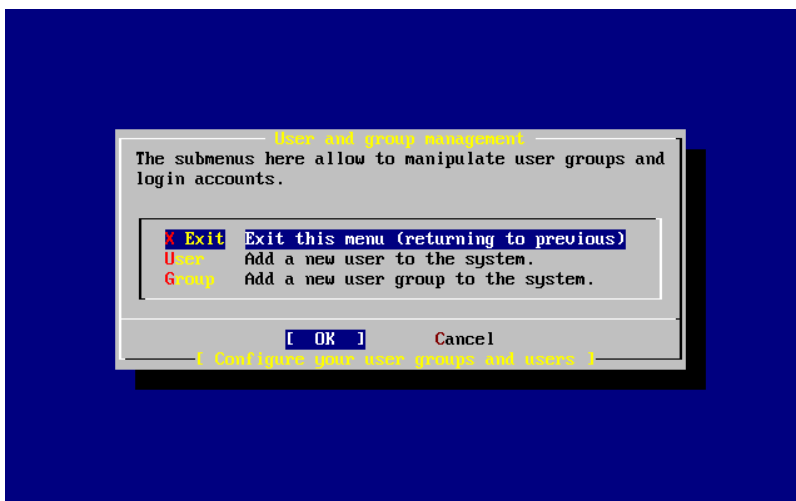 User and group management
The submenus here allow to manipulate user groups and
login accounts.
X Exit Exit this menu (returning to previous)
User Add a new user to the system.
Group Add a new user group to the system.
[ OK ] Cancel
[ Configure your user groups and users ]